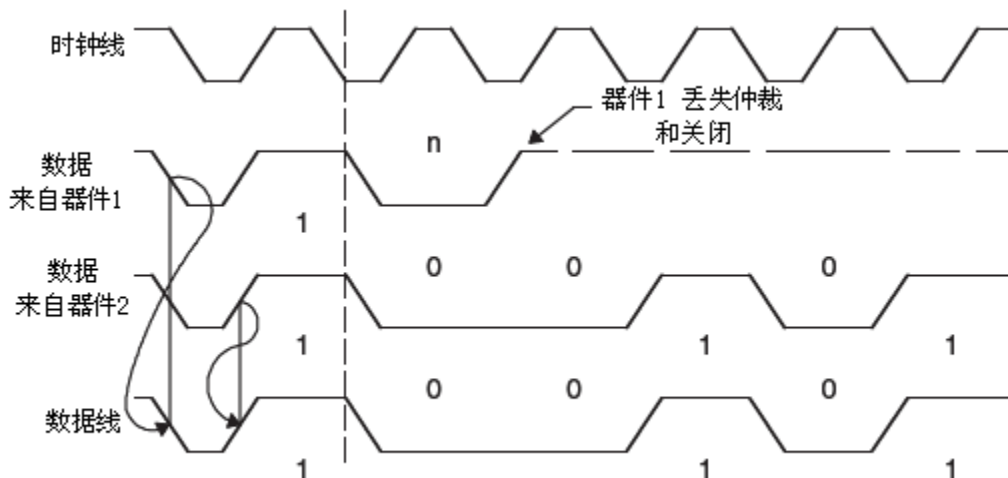 时钟线
器件1 丢失仲裁
和关闭
n
数据
来自器件1
1
0 0 0
数据
来自器件2
1 1 1
0 0 0
数据线
1 1 1